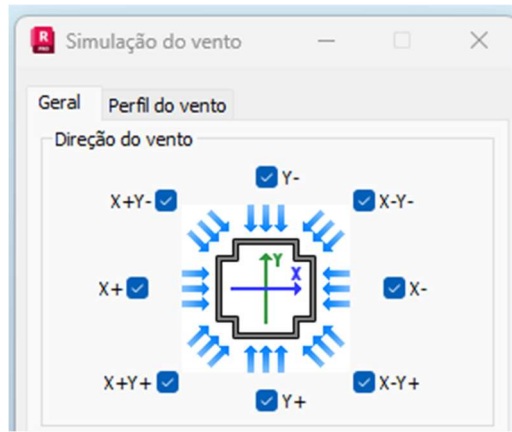 R
PRO
Simulação do vento
Geral Perfil do vento
Direção do vento
Y-
X+Y- X-Y-
Y
X
X+ X-
X+Y+ X-Y+
Y+